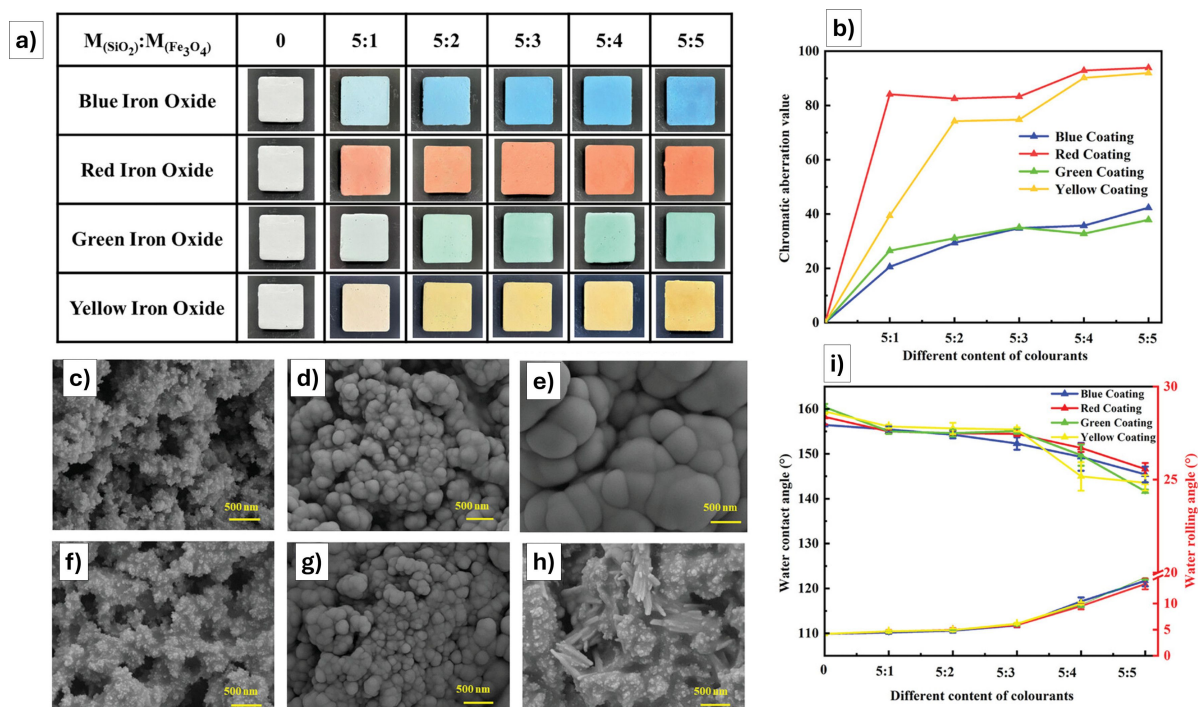 a)
M(SiO₂):M(Fe₃O₄) 0 5:1 5:2 5:3 5:4 5:5
Blue Iron Oxide
Red Iron Oxide
Green Iron Oxide
Yellow Iron Oxide
b)
Chromatic aberration value
100
80
60
40
20
0
Blue Coating
Red Coating
Green Coating
Yellow Coating
5:1 5:2 5:3 5:4 5:5
Different content of colourants
c)
500 nm
d)
500 nm
e)
500 nm
f)
500 nm
g)
500 nm
h)
500 nm
i)
Water contact angle (°)
160
150
140
130
120
110
Blue Coating
Red Coating
Green Coating
Yellow Coating
30
25
20
10
5
0
Water rolling angle (°)
0 5:1 5:2 5:3 5:4 5:5
Different content of colourants